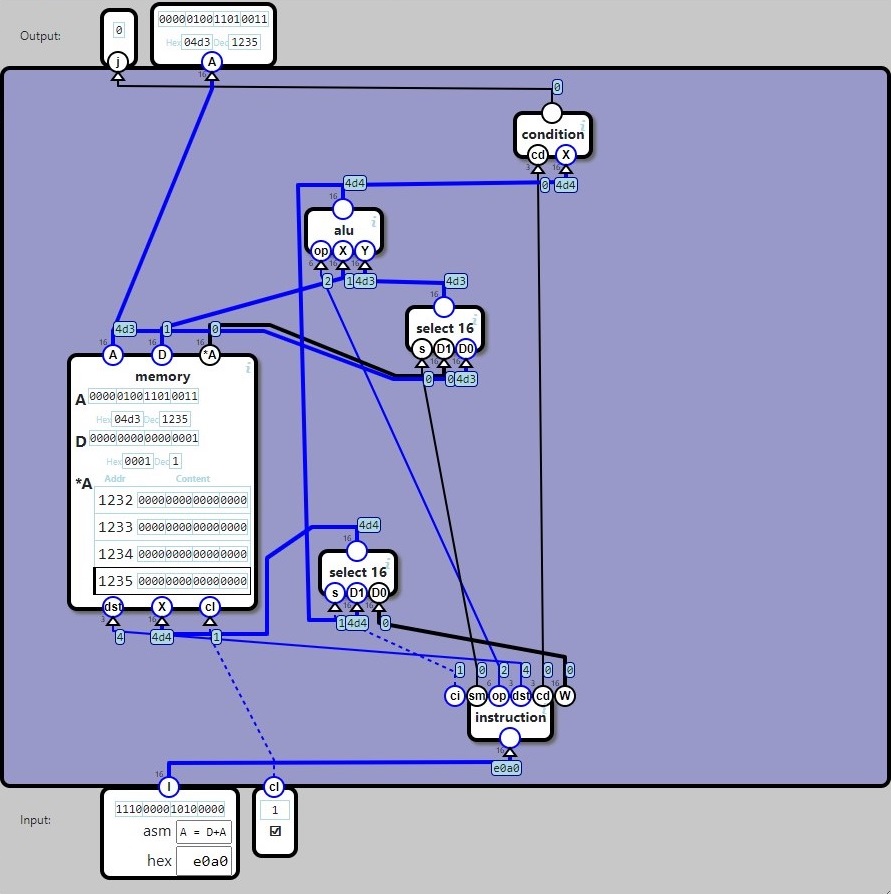 Output:
0
j
0000010011010011
Hex 04d3 Dec 1235
A
16
0
condition
i
cd X
3 16
0 4d4
4d4
16
alu
i
op X Y
6 16 16
2 1 4d3
4d3
16
select 16
i
s D1 D0
16 16
0 0 4d3
4d3 1 0
16 16 16
A D *A
memory
i
A 0000010011010011
Hex 04d3 Dec 1235
D 0000000000000001
Hex 0001 Dec 1
*A Addr Content
1232 0000000000000000
1233 0000000000000000
1234 0000000000000000
1235 0000000000000000
dst X cl
3 16
4 4d4 1
4d4
16
select 16
i
s D1 D0
16 16
1 4d4 0
1 0 2 4 0 0
6 3 3 16
ci sm op dst cd W
instruction
i
16
e0a0
16
I
cl
Input:
1110000010100000
asm A = D+A
hex e0a0
1